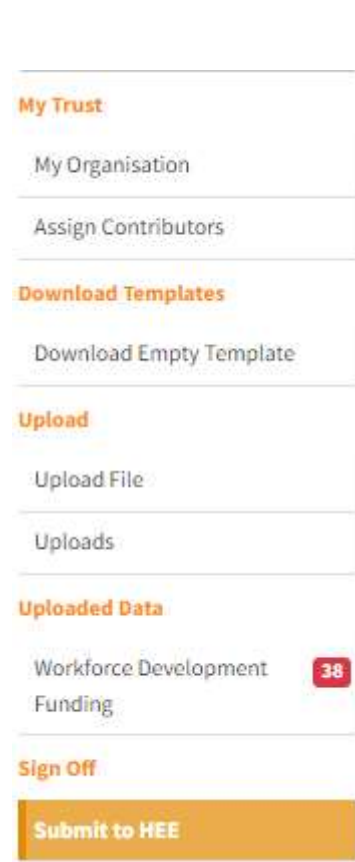 My Trust
My Organisation
Assign Contributors
Download Templates
Download Empty Template
Upload
Upload File
Uploads
Uploaded Data
Workforce Development 38
Funding
Sign Off
Submit to HEE